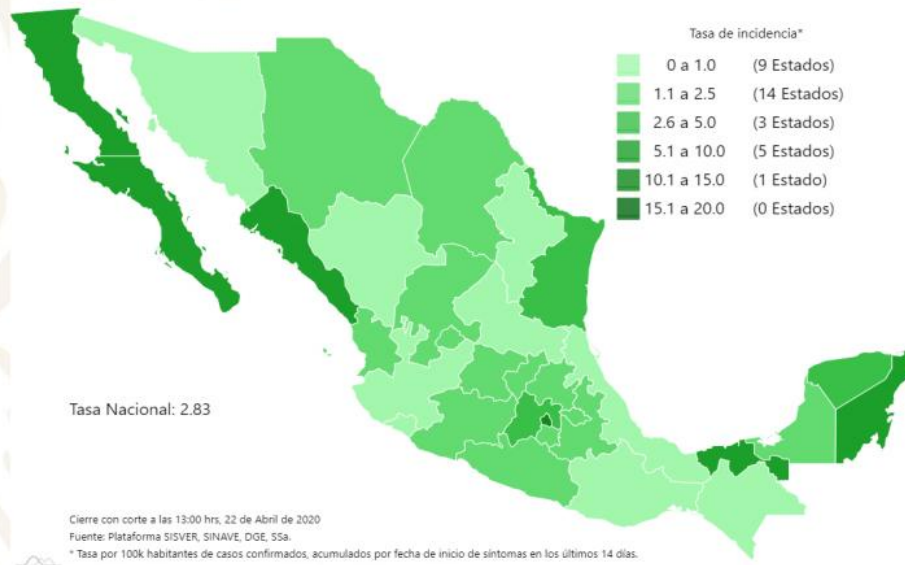 Tasa de incidencia*
0 a 1.0 (9 Estados)
1.1 a 2.5 (14 Estados)
2.6 a 5.0 (3 Estados)
5.1 a 10.0 (5 Estados)
10.1 a 15.0 (1 Estado)
15.1 a 20.0 (0 Estados)
Tasa Nacional: 2.83
Cierre con corte a las 13:00 hrs, 22 de Abril de 2020
Fuente: Plataforma SISVER, SINAVE, DGE, SSa.
* Tasa por 100k habitantes de casos confirmados, acumulados por fecha de inicio de síntomas en los últimos 14 días.